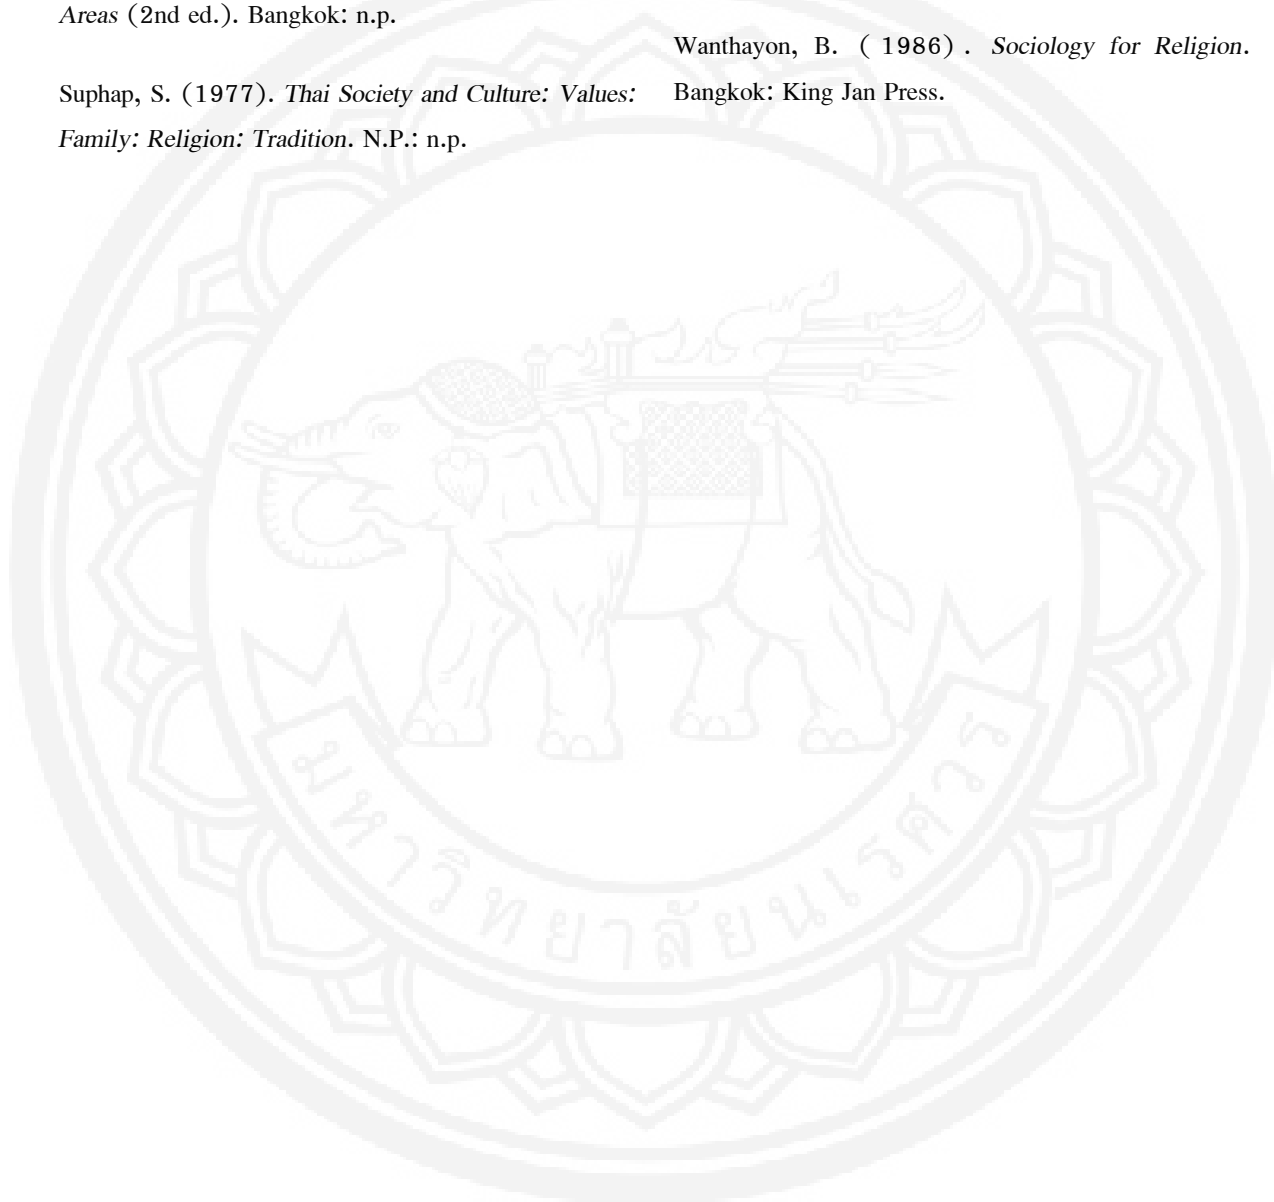 Areas (2nd ed.). Bangkok: n.p.
Suphap, S. (1977). Thai Society and Culture: Values:
Family: Religion: Tradition. N.P.: n.p.
Wanthayon, B. ( 1986) . Sociology for Religion.
Bangkok: King Jan Press.
มหาวิทยาลัยนเรศวร